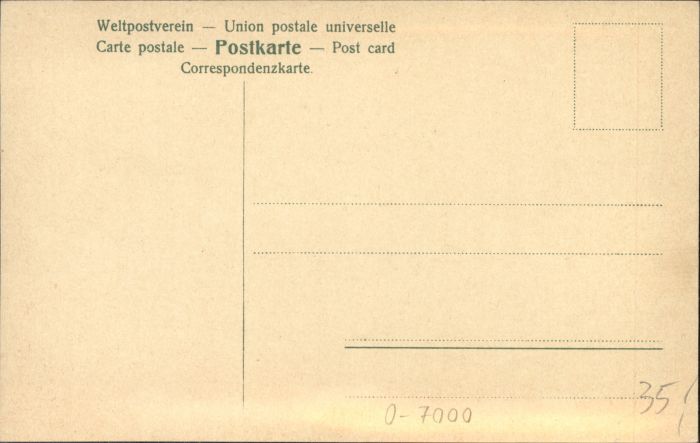 Weltpostverein — Union postale universelle
Carte postale — Postkarte — Post card
Correspondenzkarte.
0-7000
35,